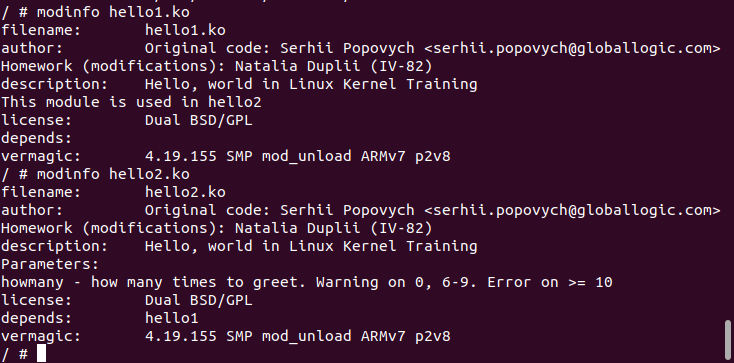 / # modinfo hello1.ko
filename:       hello1.ko
author:         Original code: Serhii Popovych <serhii.popovych@globallogic.com>
Homework (modifications): Natalia Duplii (IV-82)
description:    Hello, world in Linux Kernel Training
This module is used in hello2
license:        Dual BSD/GPL
depends:
vermagic:       4.19.155 SMP mod_unload ARMv7 p2v8
/ # modinfo hello2.ko
filename:       hello2.ko
author:         Original code: Serhii Popovych <serhii.popovych@globallogic.com>
Homework (modifications): Natalia Duplii (IV-82)
description:    Hello, world in Linux Kernel Training
Parameters:
howmany - how many times to greet. Warning on 0, 6-9. Error on >= 10
license:        Dual BSD/GPL
depends:        hello1
vermagic:       4.19.155 SMP mod_unload ARMv7 p2v8
/ #